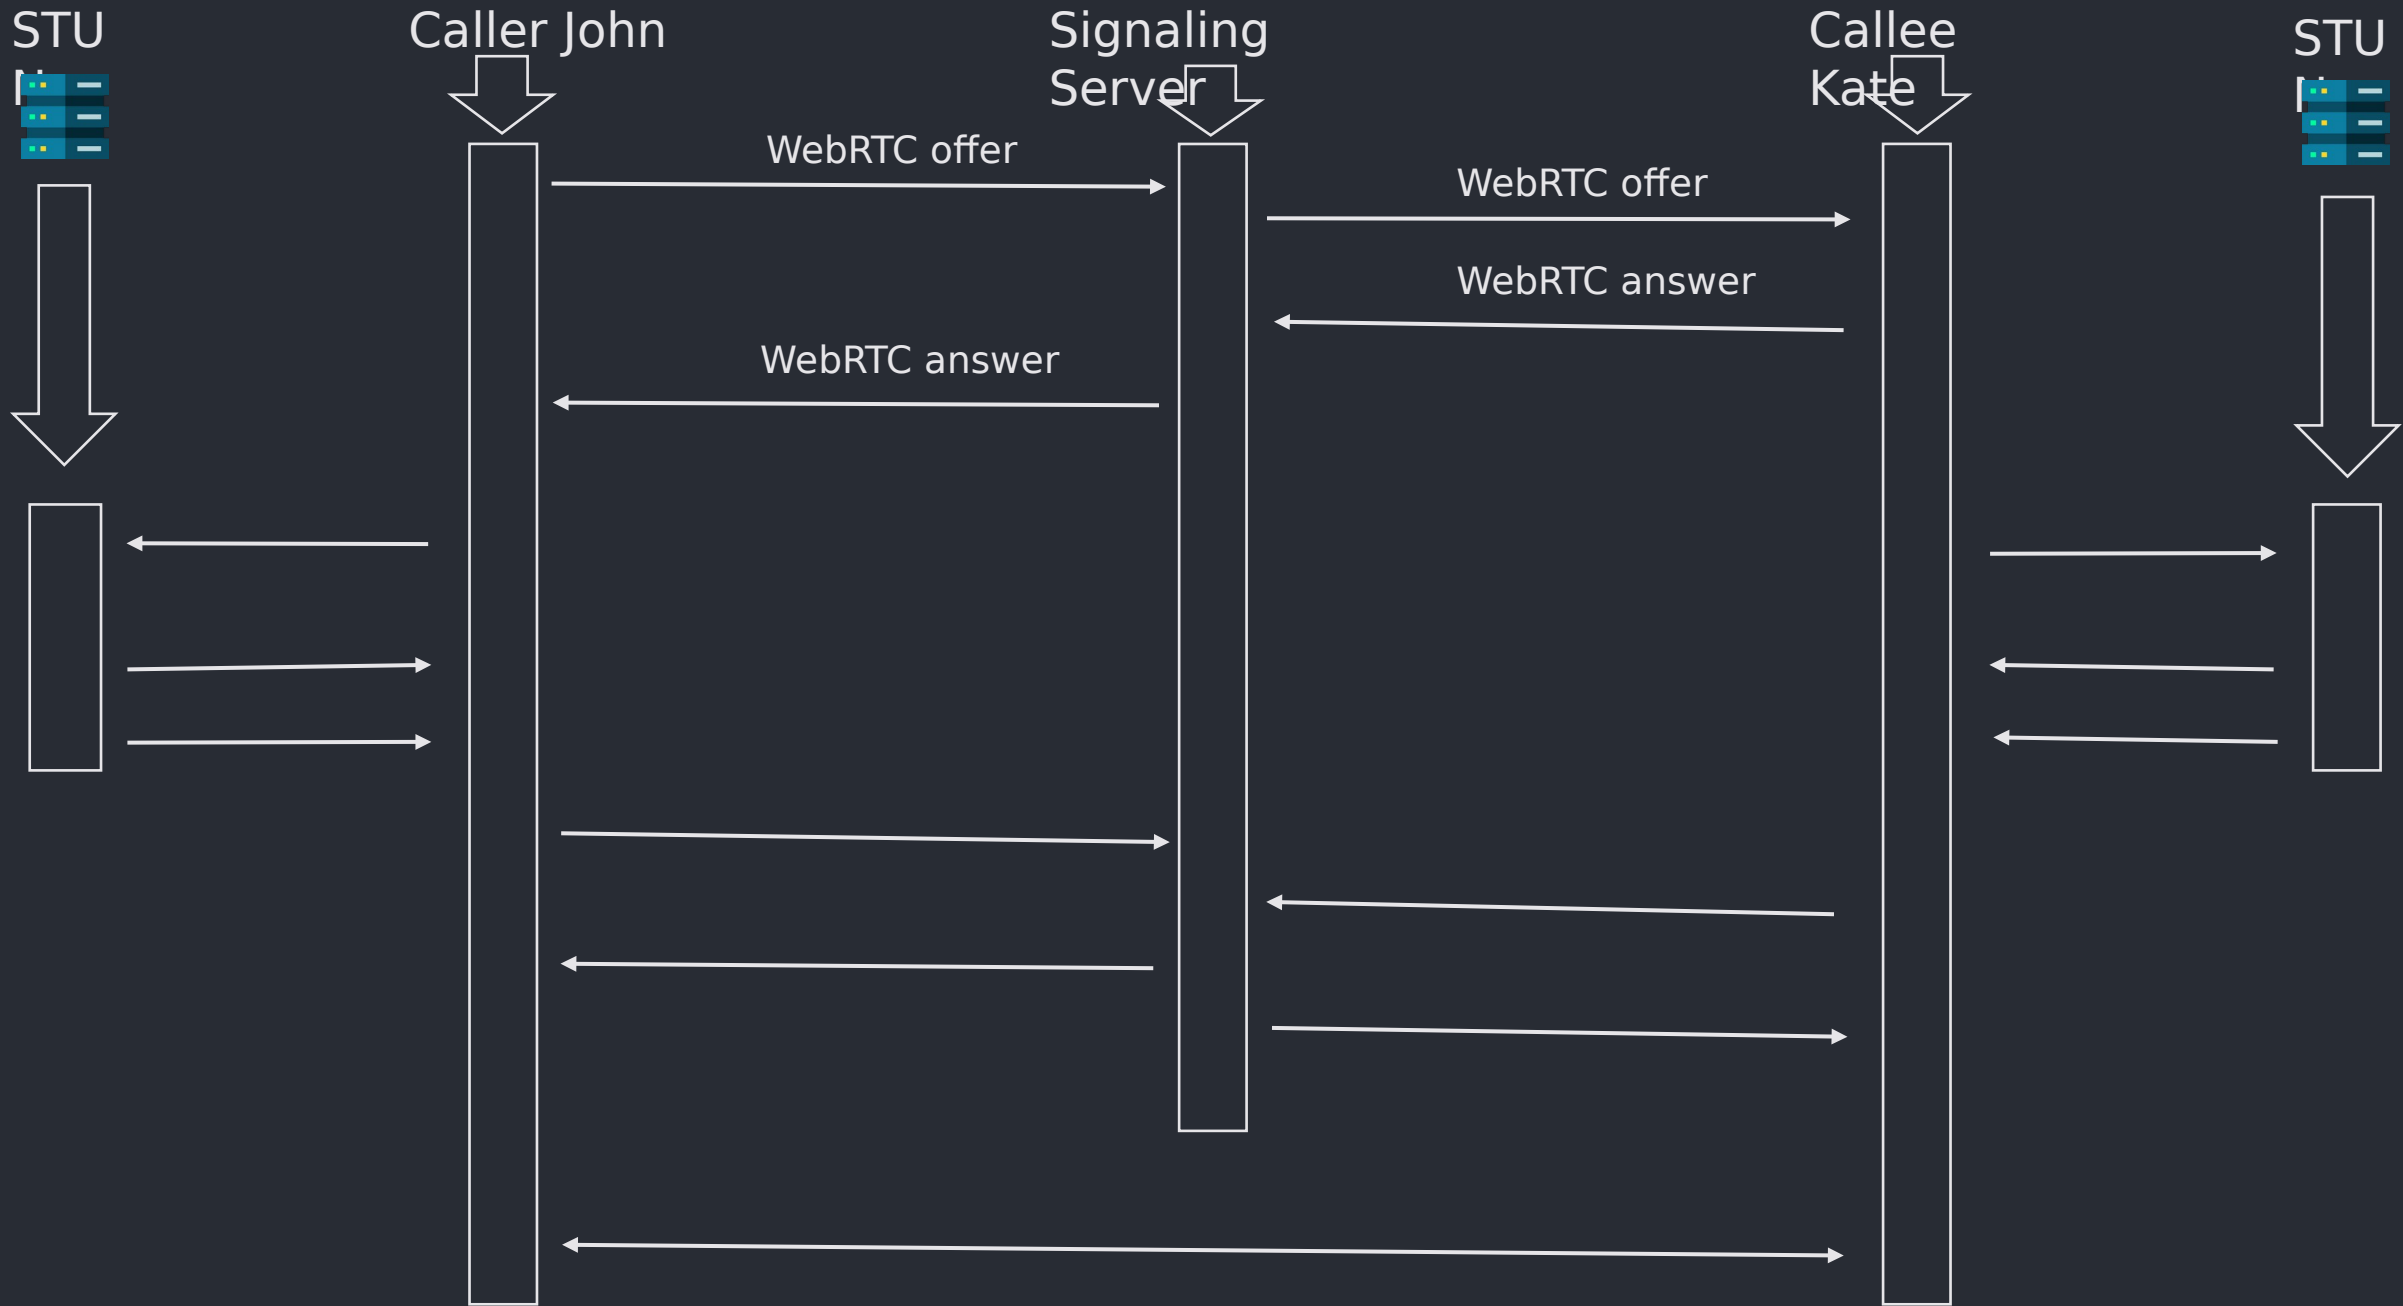 STU
N
Caller John
Signaling
Server
Callee
Kate
STU
N
WebRTC offer
WebRTC offer
WebRTC answer
WebRTC answer